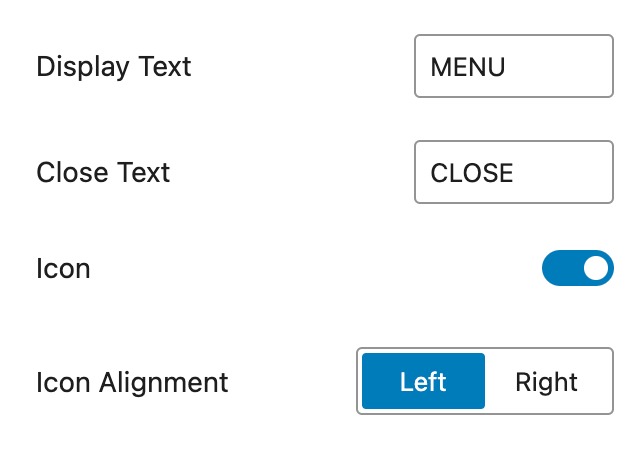 Display Text MENU
Close Text CLOSE
Icon
Icon Alignment Left Right